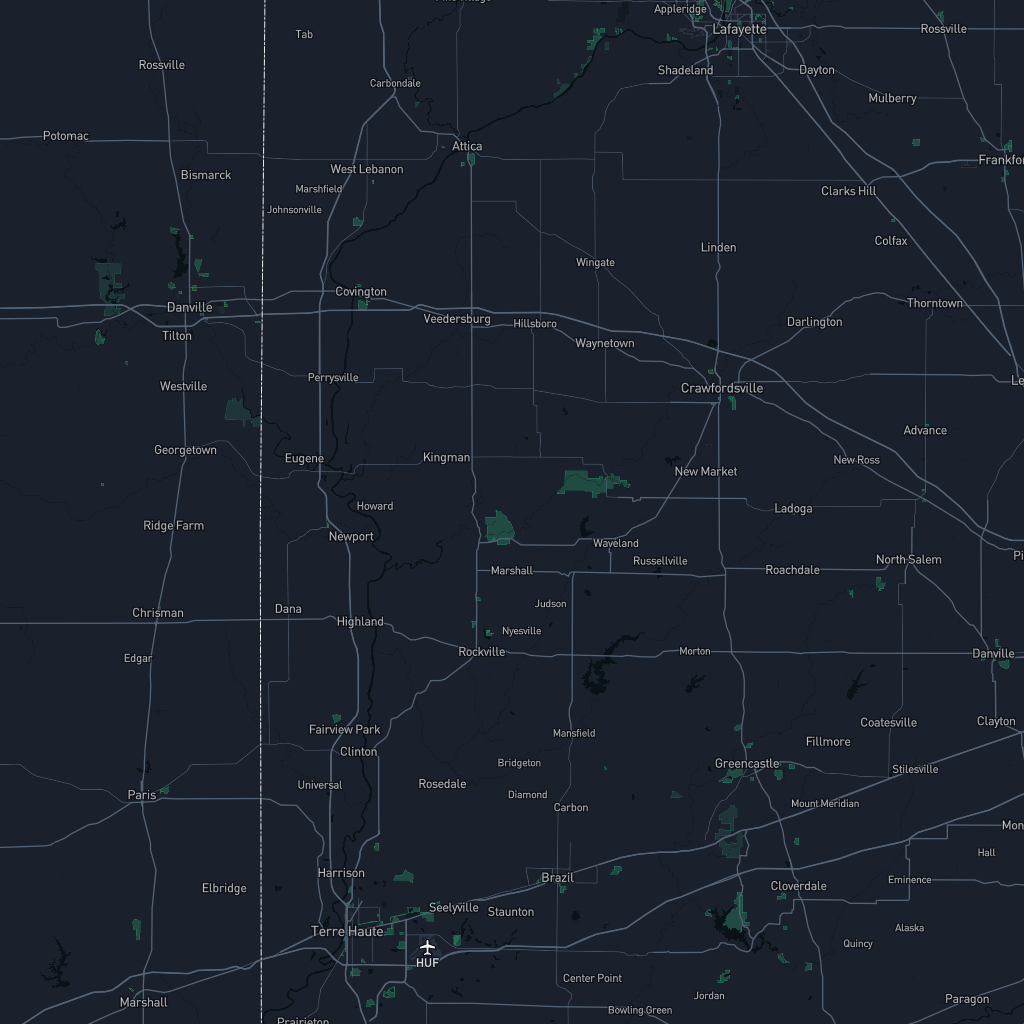 Appleridge
Lafayette
Rossville
Tab
Rossville
Shadeland
Dayton
Carbondale
Mulberry
Potomac
Attica
West Lebanon
Bismarck
Marshfield
Clarks Hill
Johnsonville
Colfax
Linden
Wingate
Covington
Danville
Thorntown
Veedersburg
Hillsboro
Darlington
Tilton
Waynetown
Perrysville
Westville
Crawfordsville
Advance
Georgetown
Eugene
Kingman
New Ross
New Market
Howard
Ladoga
Ridge Farm
Newport
Waveland
Russellville
North Salem
Marshall
Roachdale
Judson
Dana
Chrisman
Highland
Nyesville
Rockville
Morton
Danville
Edgar
Coatesville
Clayton
Fairview Park
Mansfield
Fillmore
Clinton
Bridgeton
Greencastle
Stilesville
Universal
Rosedale
Paris
Diamond
Carbon
Mount Meridian
Hall
Harrison
Brazil
Eminence
Elbridge
Cloverdale
Seelyville
Staunton
Terre Haute
Alaska
Quincy
HUF
Center Point
Jordan
Marshall
Paragon
Bowling Green